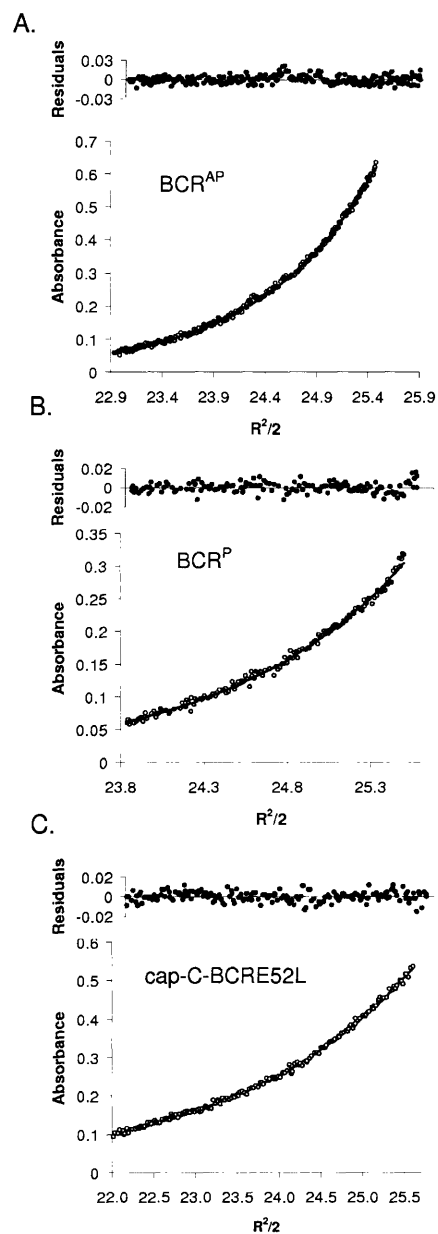 A.
Residuals
0.03
0
-0.03
Absorbance
0.7
0.6
0.5
0.4
0.3
0.2
0.1
0
BCR^AP
22.9 23.4 23.9 24.4 24.9 25.4 25.9
R²/2
B.
Residuals
0.02
0
-0.02
Absorbance
0.35
0.3
0.25
0.2
0.15
0.1
0.05
0
BCR^P
23.8 24.3 24.8 25.3
R²/2
C.
Residuals
0.02
0
-0.02
Absorbance
0.6
0.5
0.4
0.3
0.2
0.1
0
cap-C-BCRE52L
22.0 22.5 23.0 23.5 24.0 24.5 25.0 25.5
R²/2